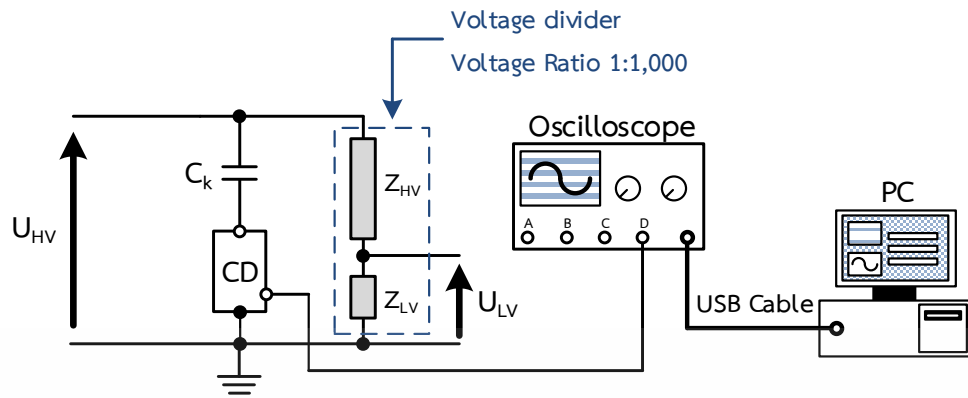 Voltage divider
Voltage Ratio 1:1,000
Oscilloscope
A B C D
PC
USB Cable
U_HV
C_k
CD
Z_HV
Z_LV
U_LV